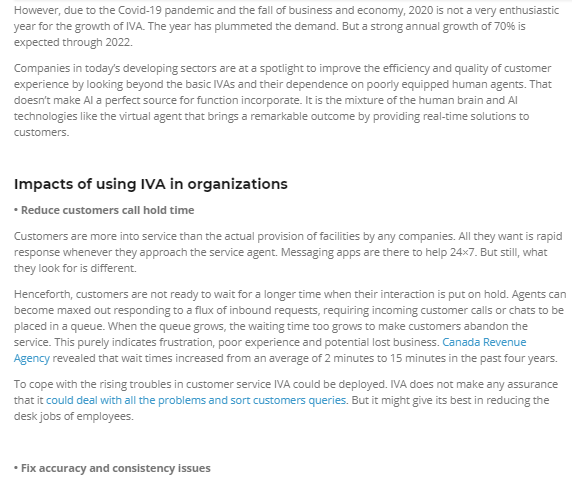 However, due to the Covid-19 pandemic and the fall of business and economy, 2020 is not a very enthusiastic
year for the growth of IVA. The year has plummeted the demand. But a strong annual growth of 70% is
expected through 2022.
Companies in today's developing sectors are at a spotlight to improve the efficiency and quality of customer
experience by looking beyond the basic IVAs and their dependence on poorly equipped human agents. That
doesn't make AI a perfect source for function incorporate. It is the mixture of the human brain and AI
technologies like the virtual agent that brings a remarkable outcome by providing real-time solutions to
customers.
Impacts of using IVA in organizations
• Reduce customers call hold time
Customers are more into service than the actual provision of facilities by any companies. All they want is rapid
response whenever they approach the service agent. Messaging apps are there to help 24×7. But still, what
they look for is different.
Henceforth, customers are not ready to wait for a longer time when their interaction is put on hold. Agents can
become maxed out responding to a flux of inbound requests, requiring incoming customer calls or chats to be
placed in a queue. When the queue grows, the waiting time too grows to make customers abandon the
service. This purely indicates frustration, poor experience and potential lost business. Canada Revenue
Agency revealed that wait times increased from an average of 2 minutes to 15 minutes in the past four years.
To cope with the rising troubles in customer service IVA could be deployed. IVA does not make any assurance
that it could deal with all the problems and sort customers queries. But it might give its best in reducing the
desk jobs of employees.
• Fix accuracy and consistency issues